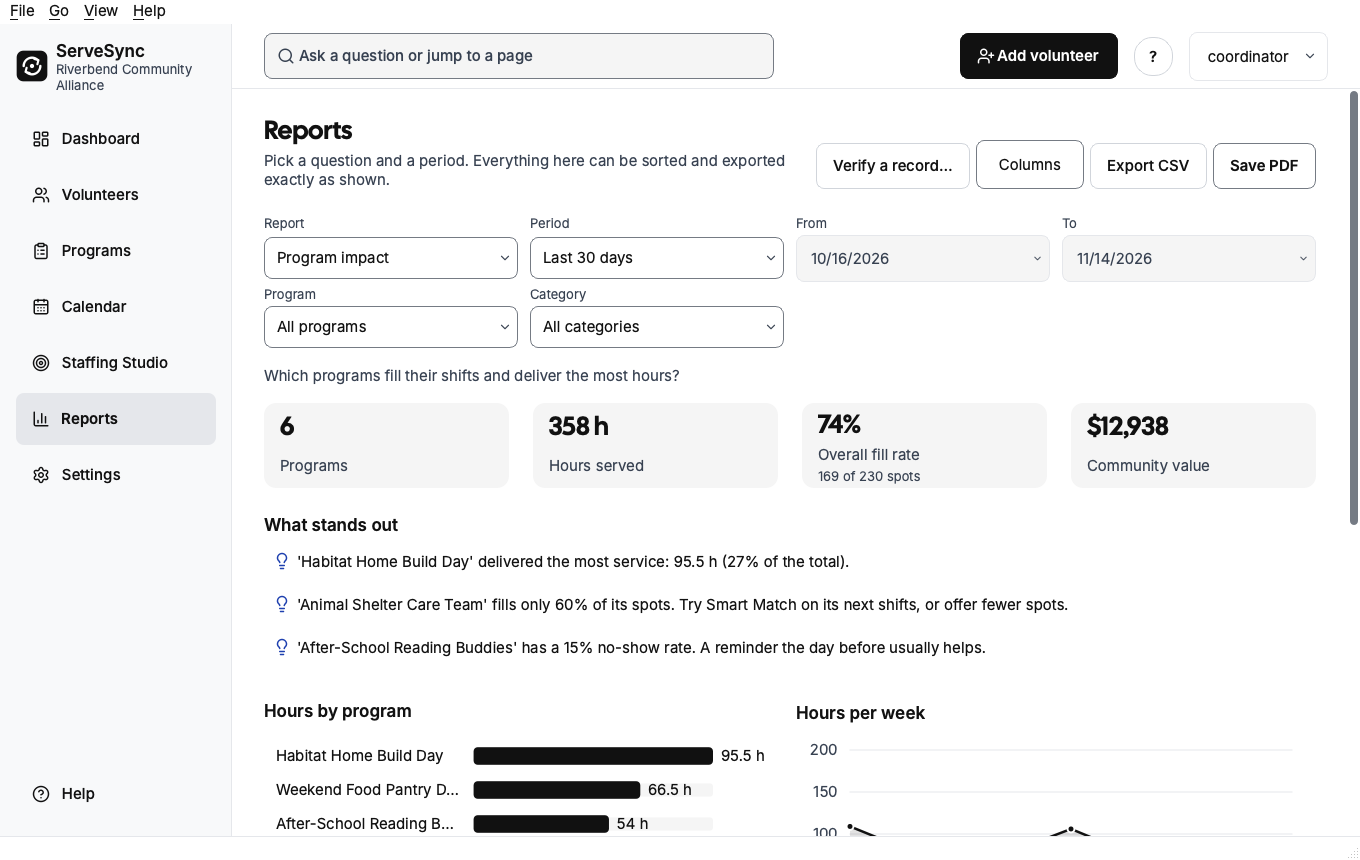 File Go View Help
ServeSync
Riverbend Community
Alliance
Ask a question or jump to a page
Add volunteer
?
coordinator
Dashboard
Volunteers
Programs
Calendar
Staffing Studio
Reports
Settings
Help
Reports
Pick a question and a period. Everything here can be sorted and exported
exactly as shown.
Verify a record...
Columns
Export CSV
Save PDF
Report
Period
From
To
Program impact
Last 30 days
10/16/2026
11/14/2026
Program
Category
All programs
All categories
Which programs fill their shifts and deliver the most hours?
6
Programs
358 h
Hours served
74%
Overall fill rate
169 of 230 spots
$12,938
Community value
What stands out
'Habitat Home Build Day' delivered the most service: 95.5 h (27% of the total).
'Animal Shelter Care Team' fills only 60% of its spots. Try Smart Match on its next shifts, or offer fewer spots.
'After-School Reading Buddies' has a 15% no-show rate. A reminder the day before usually helps.
Hours by program
Habitat Home Build Day 95.5 h
Weekend Food Pantry D... 66.5 h
After-School Reading B... 54 h
Hours per week
200
150
100